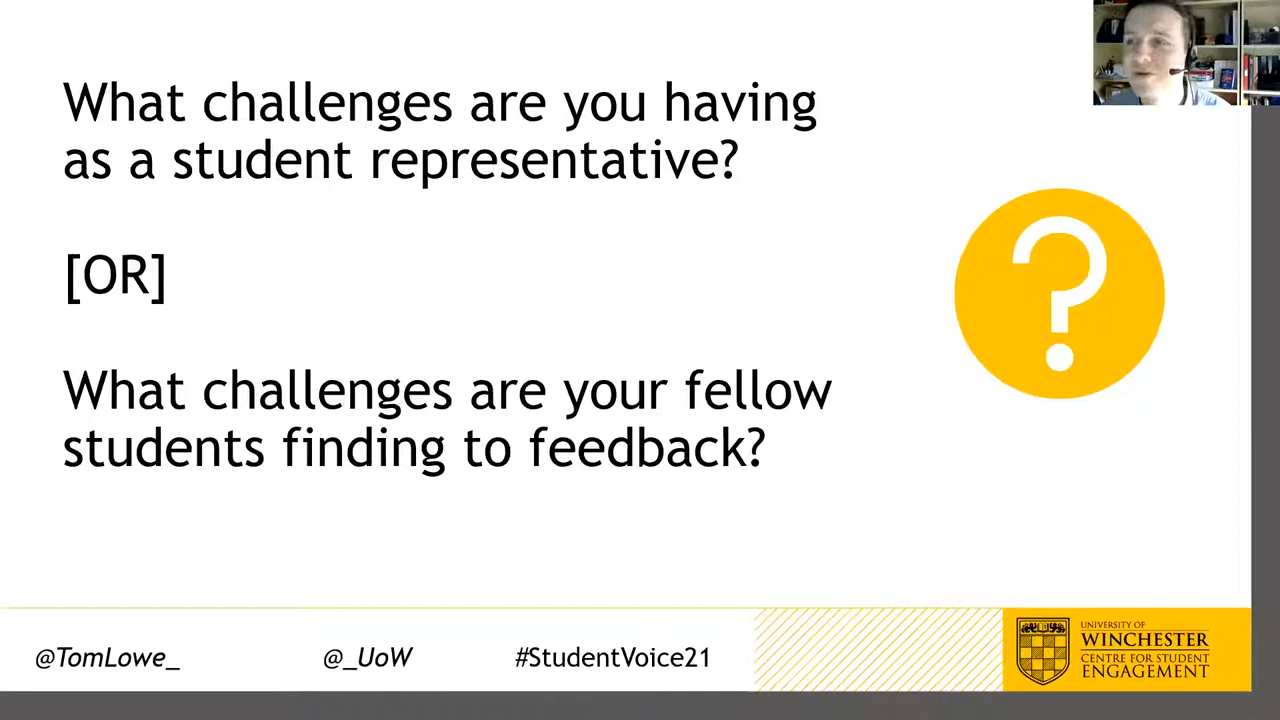 What challenges are you having
as a student representative?
[OR]
What challenges are your fellow
students finding to feedback?
@TomLowe_
@_UoW
#StudentVoice21
UNIVERSITY OF
WINCHESTER
CENTRE FOR STUDENT
ENGAGEMENT